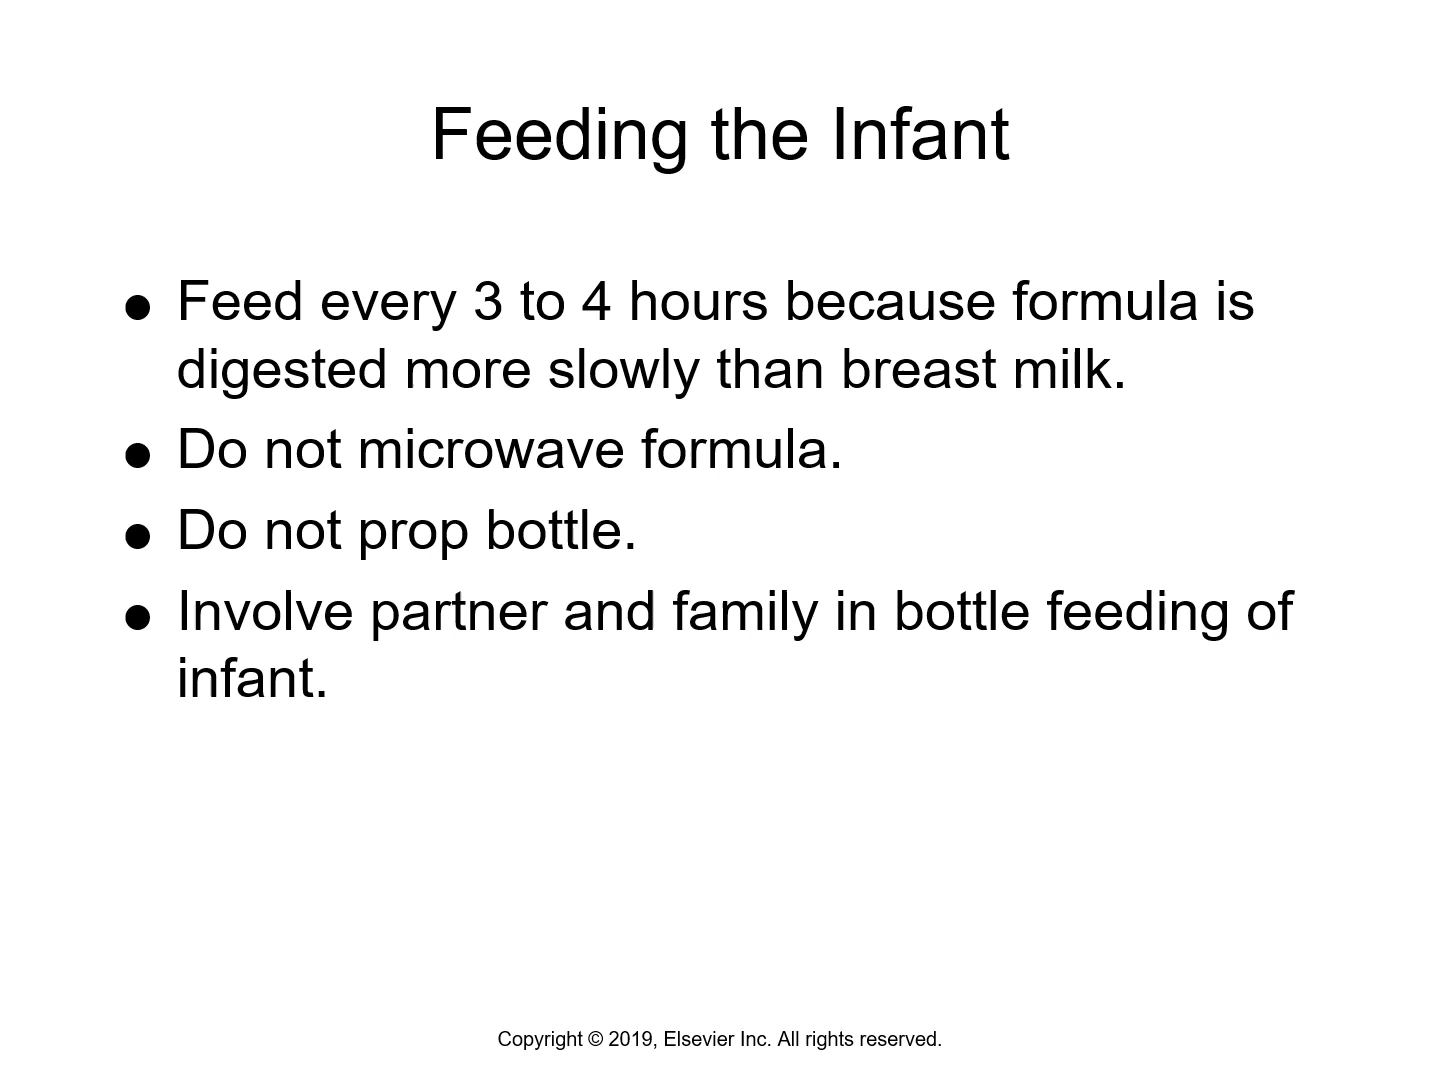 Feeding the Infant
● Feed every 3 to 4 hours because formula is
digested more slowly than breast milk.
● Do not microwave formula.
● Do not prop bottle.
● Involve partner and family in bottle feeding of
infant.
Copyright © 2019, Elsevier Inc. All rights reserved.